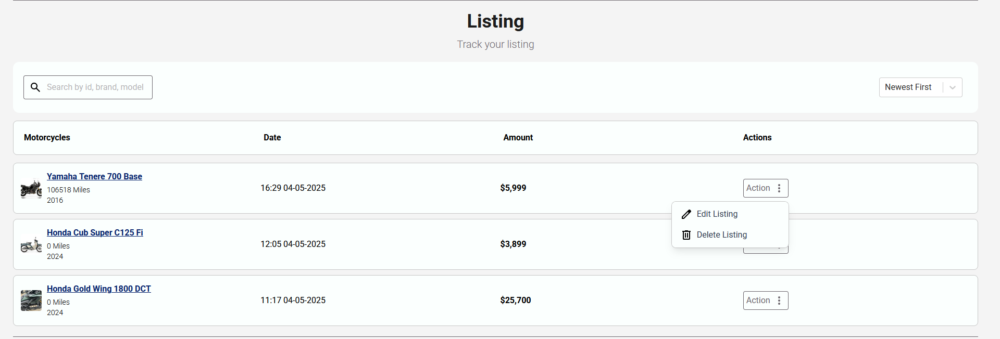 Listing
Track your listing
Search by id, brand, model
Newest First
Motorcycles Date Amount Actions
Yamaha Tenere 700 Base
106518 Miles
2016
16:29 04-05-2025
$5,999
Action
Edit Listing
Delete Listing
Honda Cub Super C125 Fi
0 Miles
2024
12:05 04-05-2025
$3,899
Honda Gold Wing 1800 DCT
0 Miles
2024
11:17 04-05-2025
$25,700
Action